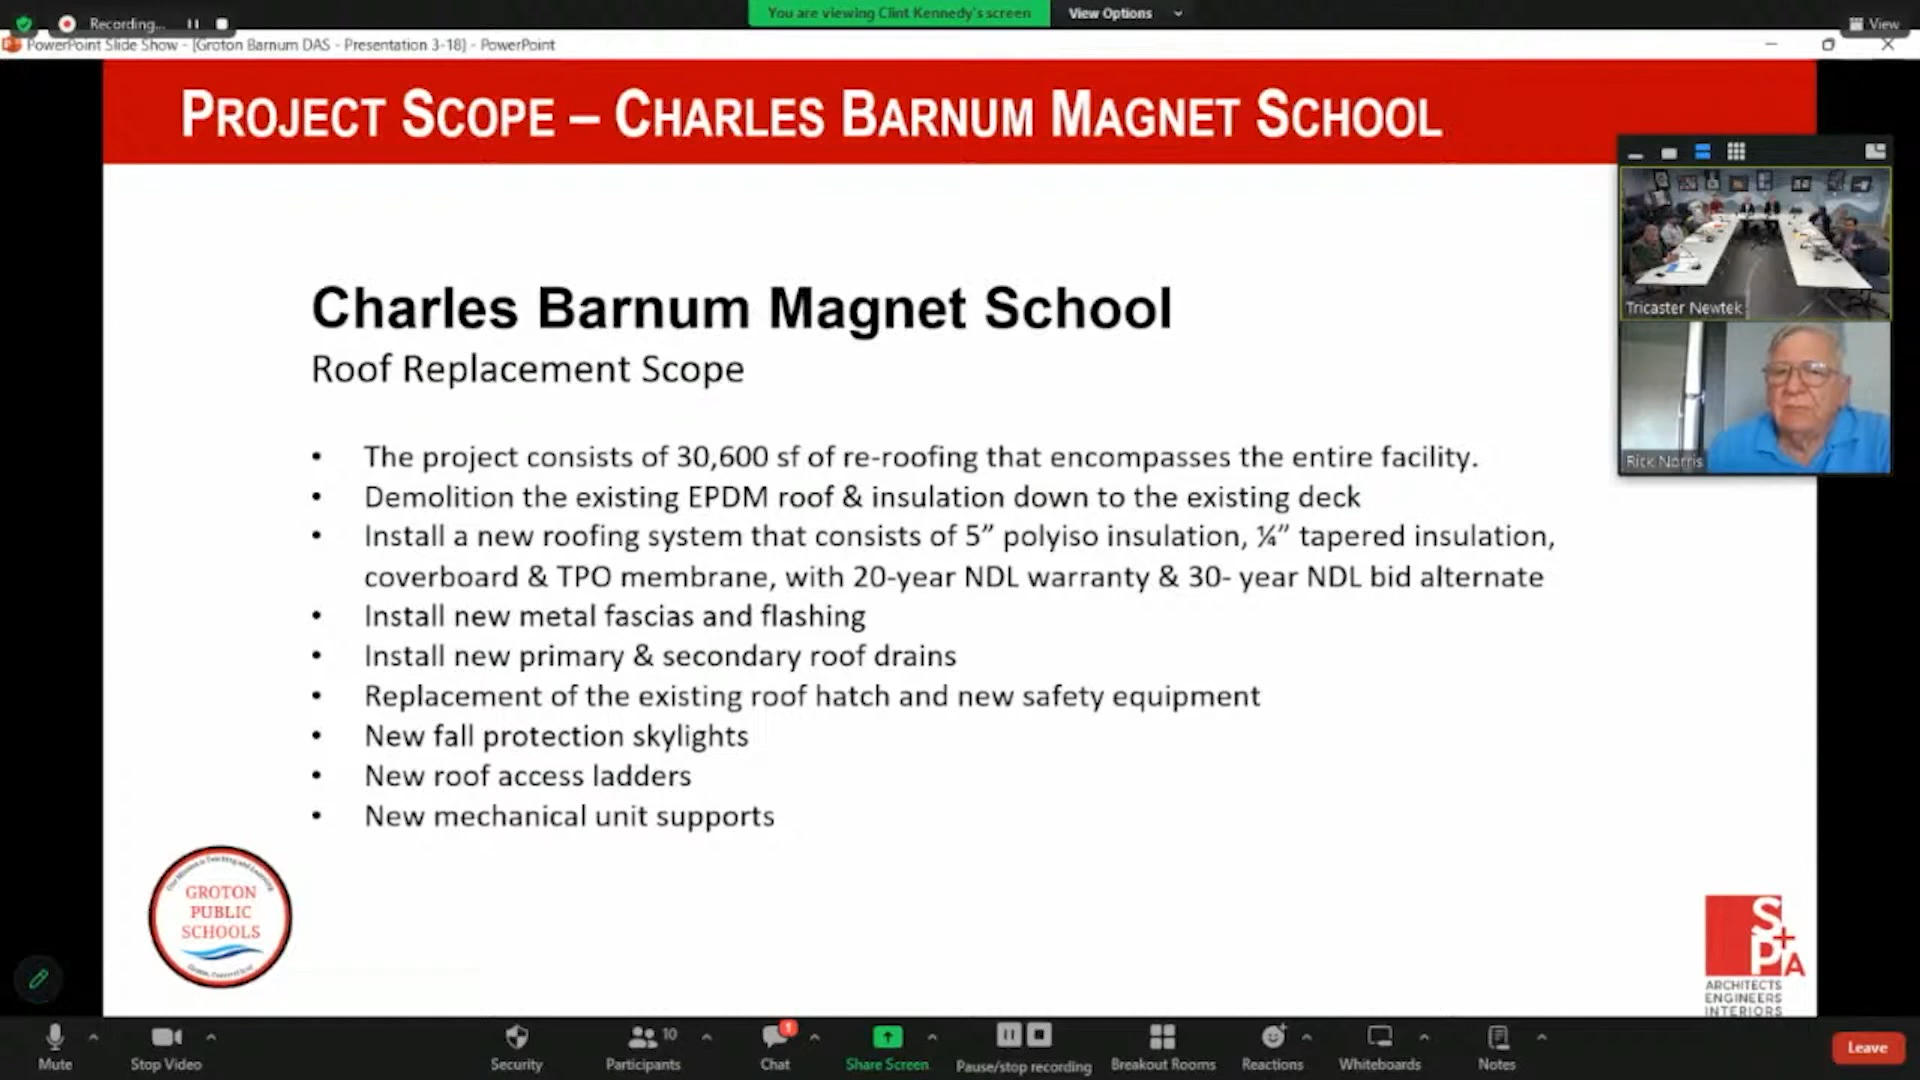 Recording...
You are viewing Clint Kennedy's screen
View Options
View
PowerPoint Slide Show - [Groton Barnum DAS - Presentation 3-18] - PowerPoint
PROJECT SCOPE – CHARLES BARNUM MAGNET SCHOOL
Tricaster Newtek
Rick Norris
Charles Barnum Magnet School
Roof Replacement Scope
• The project consists of 30,600 sf of re-roofing that encompasses the entire facility.
• Demolition the existing EPDM roof & insulation down to the existing deck
• Install a new roofing system that consists of 5” polyiso insulation, ¼” tapered insulation,
coverboard & TPO membrane, with 20-year NDL warranty & 30- year NDL bid alternate
• Install new metal fascias and flashing
• Install new primary & secondary roof drains
• Replacement of the existing roof hatch and new safety equipment
• New fall protection skylights
• New roof access ladders
• New mechanical unit supports
GROTON
PUBLIC
SCHOOLS
S+PA
ARCHITECTS
ENGINEERS
INTERIORS
Mute
Stop Video
Security
Participants 10
Chat 1
Share Screen
Pause/stop recording
Breakout Rooms
Reactions
Whiteboards
Notes
Leave